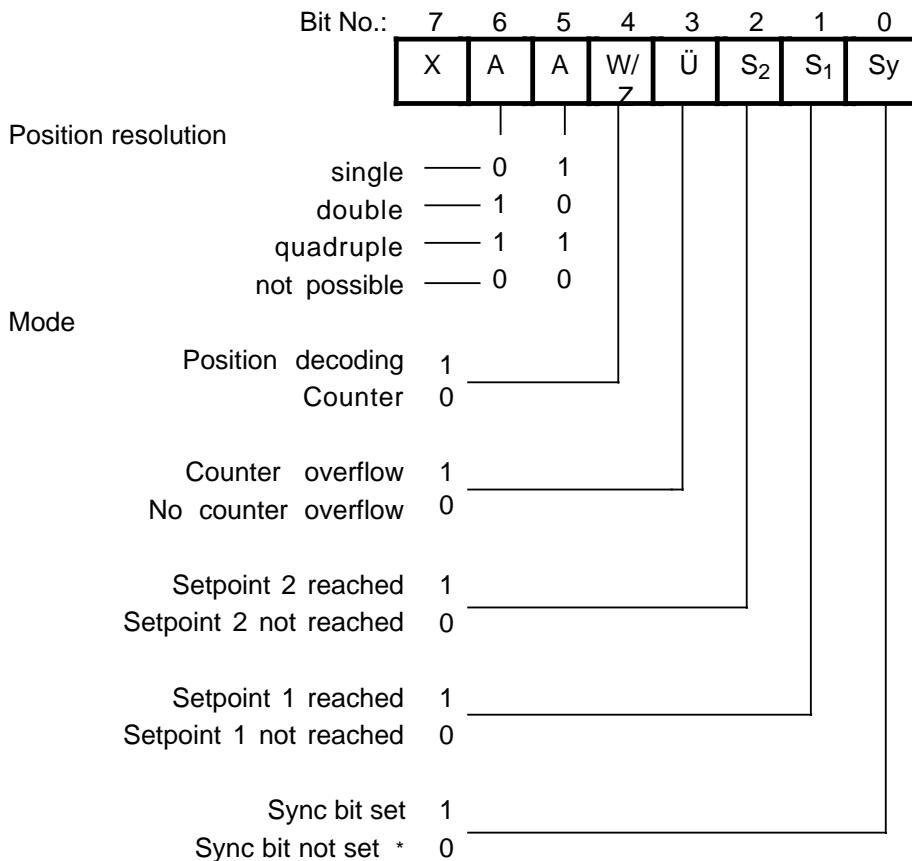 Bit No.: 7 6 5 4 3 2 1 0
X A A W/Z Ü S2 S1 Sy
Position resolution
single 0 1
double 1 0
quadruple 1 1
not possible 0 0
Mode
Position decoding 1
Counter 0
Counter overflow 1
No counter overflow 0
Setpoint 2 reached 1
Setpoint 2 not reached 0
Setpoint 1 reached 1
Setpoint 1 not reached 0
Sync bit set 1
Sync bit not set * 0